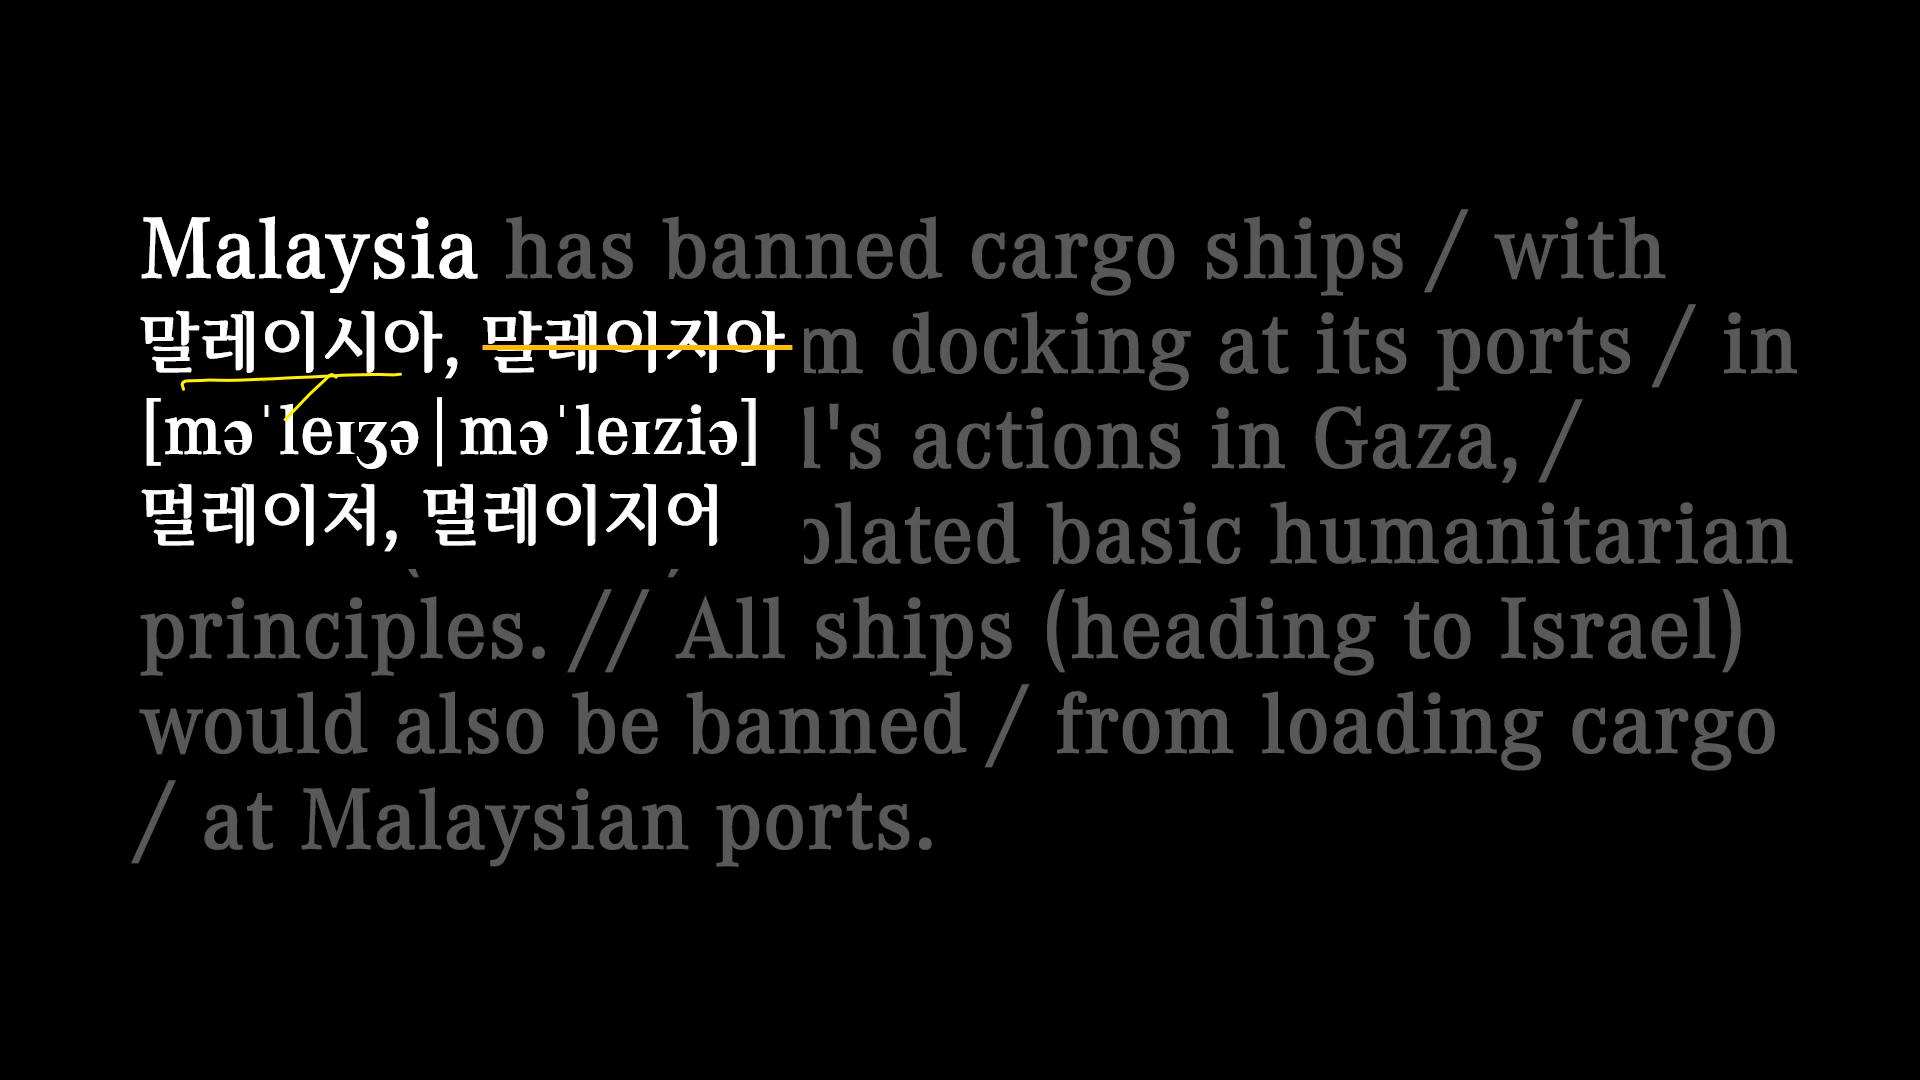 Malaysia has banned cargo ships / with
말레이시아, 말레이지아 docking at its ports / in
[məˈleɪʒə|məˈleɪziə] actions in Gaza, /
멀레이저, 멀레이지어 basic humanitarian
principles. // All ships (heading to Israel)
would also be banned / from loading cargo
/ at Malaysian ports.